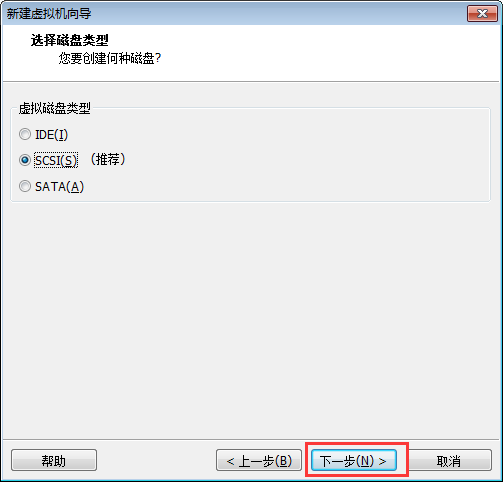 新建虚拟机向导
选择磁盘类型
您要创建何种磁盘?
虚拟磁盘类型
IDE(I)
SCSI(S) （推荐）
SATA(A)
帮助 < 上一步(B) 下一步(N) > 取消